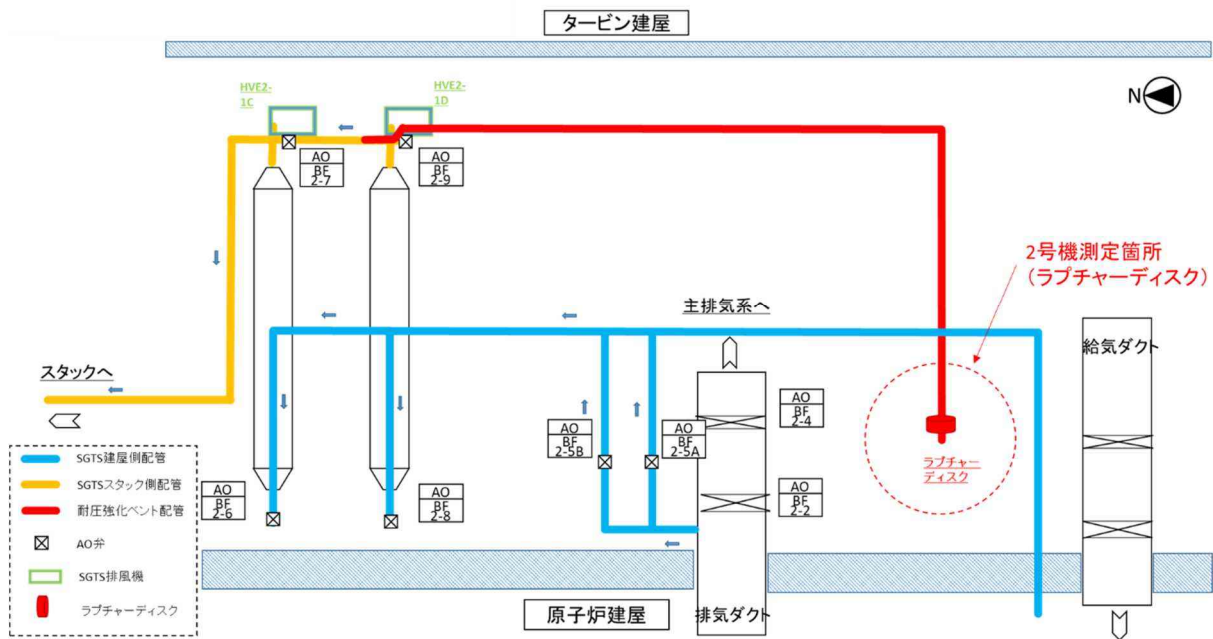 タービン建屋
HVE2-
1C
HVE2-
1D
N
AO
BF
2-7
AO
BF
2-9
2号機測定箇所
(ラプチャーディスク)
主排気系へ
給気ダクト
スタックへ
AO
BF
2-5B
AO
BF
2-5A
AO
BF
2-4
ラプチャー
ディスク
AO
BF
2-6
AO
BF
2-8
AO
BF
2-2
SGTS建屋側配管
SGTSスタック側配管
耐圧強化ベント配管
AO弁
SGTS排風機
ラプチャーディスク
原子炉建屋
排気ダクト